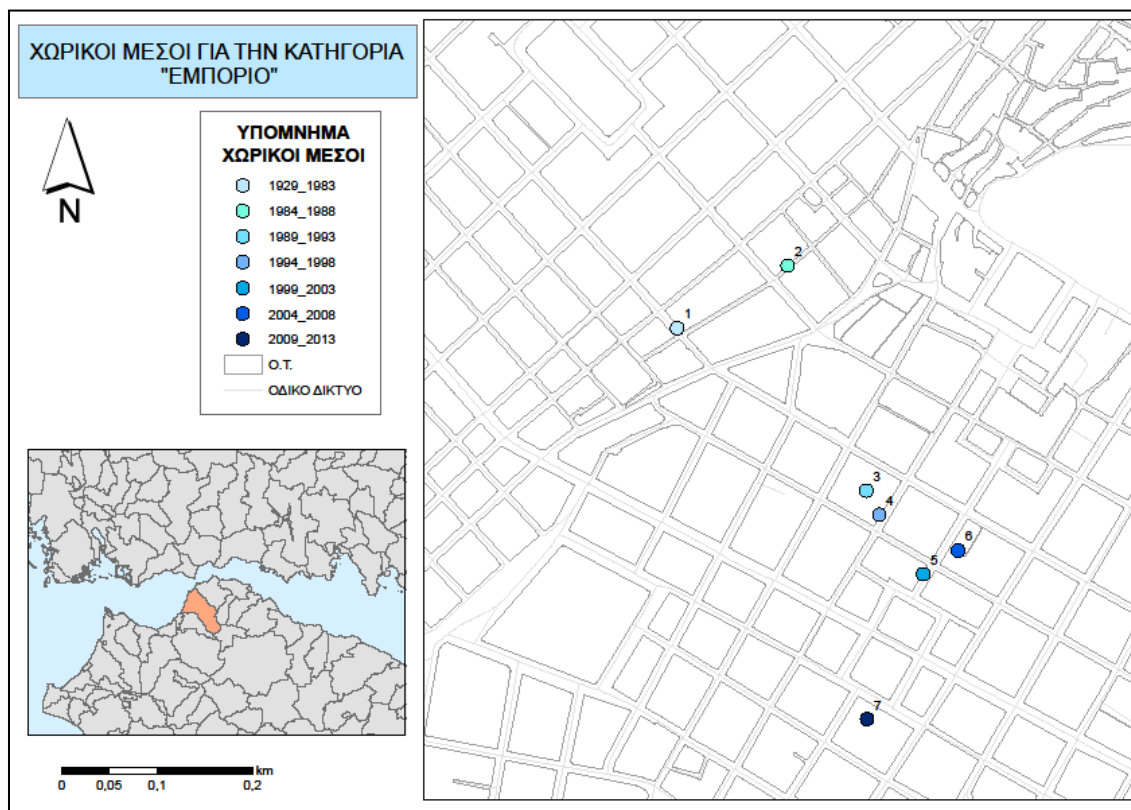 ΧΩΡΙΚΟΙ ΜΕΣΟΙ ΓΙΑ ΤΗΝ ΚΑΤΗΓΟΡΙΑ
"ΕΜΠΟΡΙΟ"
N
ΥΠΟΜΝΗΜΑ
ΧΩΡΙΚΟΙ ΜΕΣΟΙ
1929_1983
1984_1988
1989_1993
1994_1998
1999_2003
2004_2008
2009_2013
Ο.Τ.
ΟΔΙΚΟ ΔΙΚΤΥΟ
km
0 0,05 0,1 0,2
2
1
3
4
6
5
7